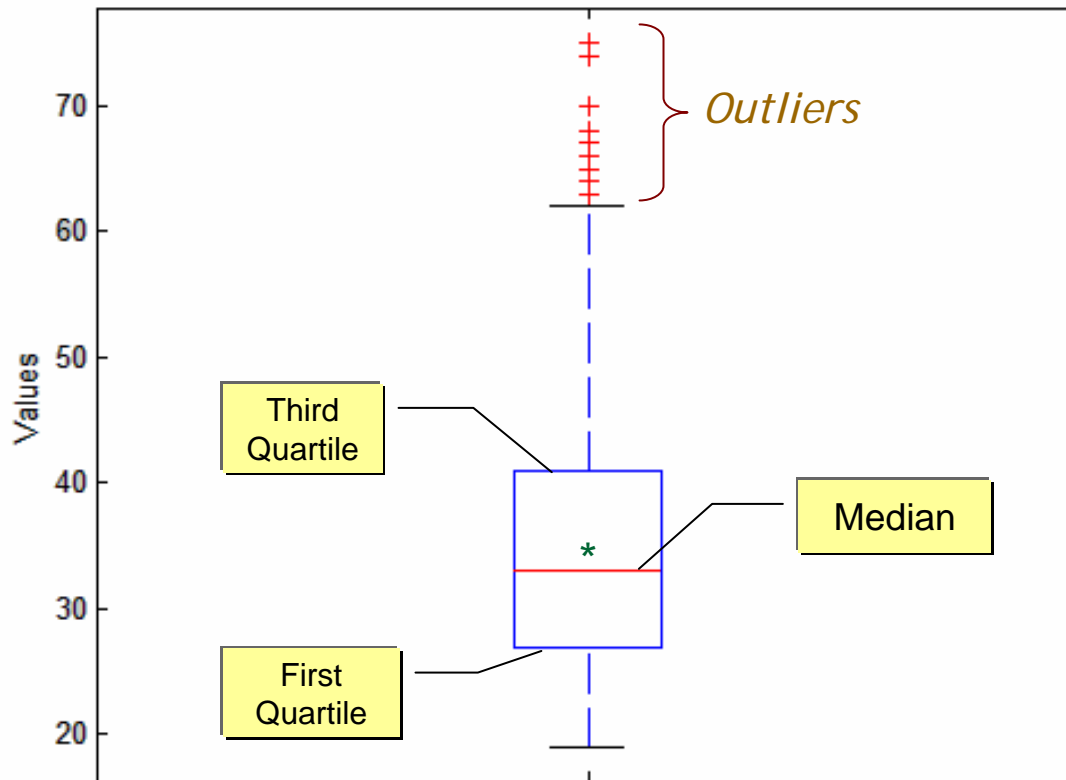 70
60
50
40
30
20
Values
Outliers
Third
Quartile
*
Median
First
Quartile